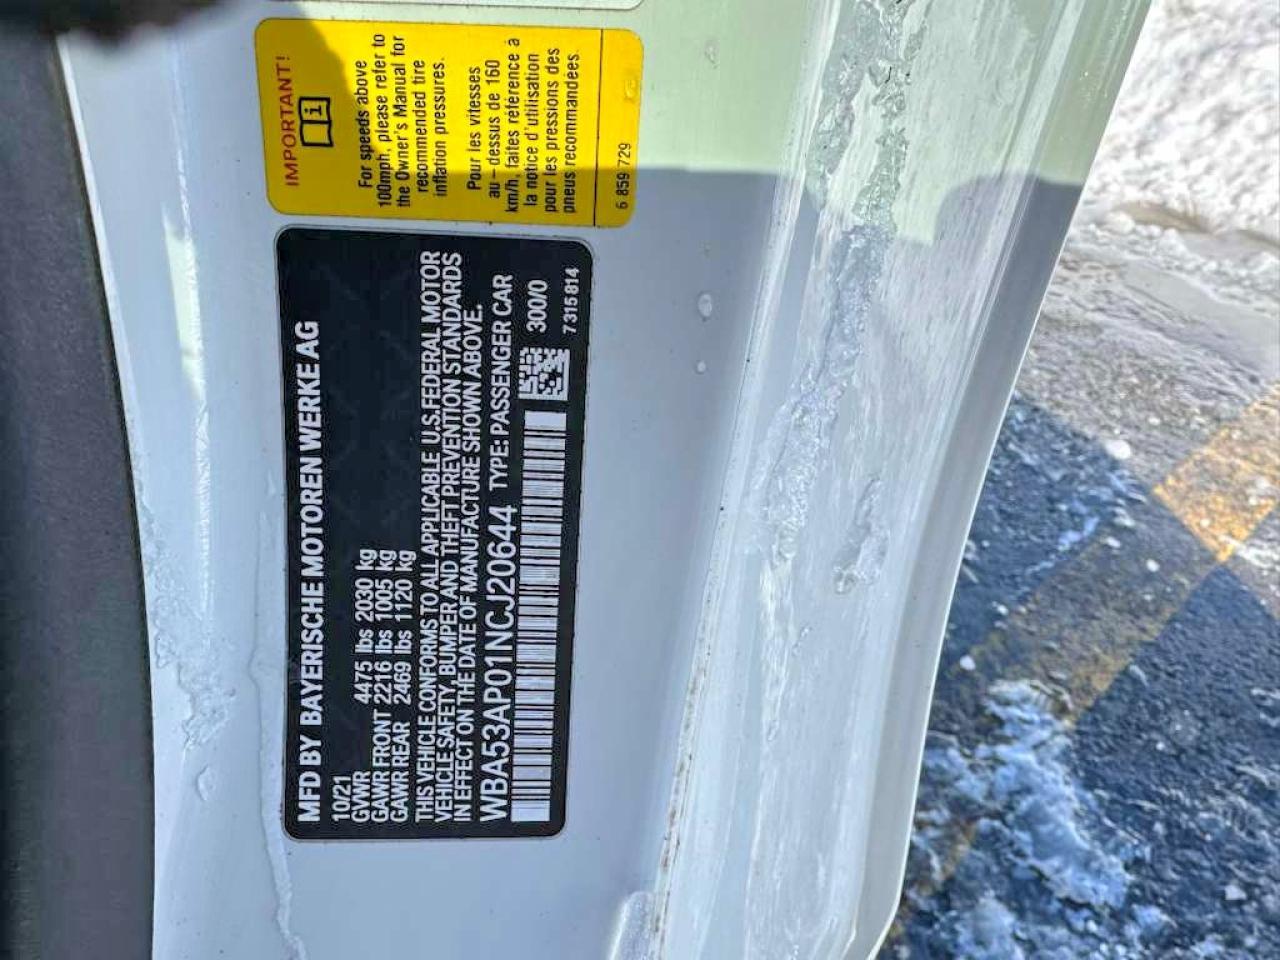 IMPORTANT!
For speeds above
100mph, please refer to
the Owner's Manual for
recommended tire
inflation pressures.
Pour les vitesses
au-dessus de 160
km/h, faites référence à
la notice d'utilisation
pour les pressions des
pneus recommandées.
6 859 729
MFD BY BAYERISCHE MOTOREN WERKE AG
10/21
GVWR 4475 lbs 2030 kg
GAWR FRONT 2216 lbs 1005 kg
GAWR REAR 2469 lbs 1120 kg
THIS VEHICLE CONFORMS TO ALL APPLICABLE U.S.FEDERAL MOTOR
VEHICLE SAFETY, BUMPER AND THEFT PREVENTION STANDARDS
IN EFFECT ON THE DATE OF MANUFACTURE SHOWN ABOVE.
WBA53AP01NCJ20644 TYPE: PASSENGER CAR
300/0
7315814